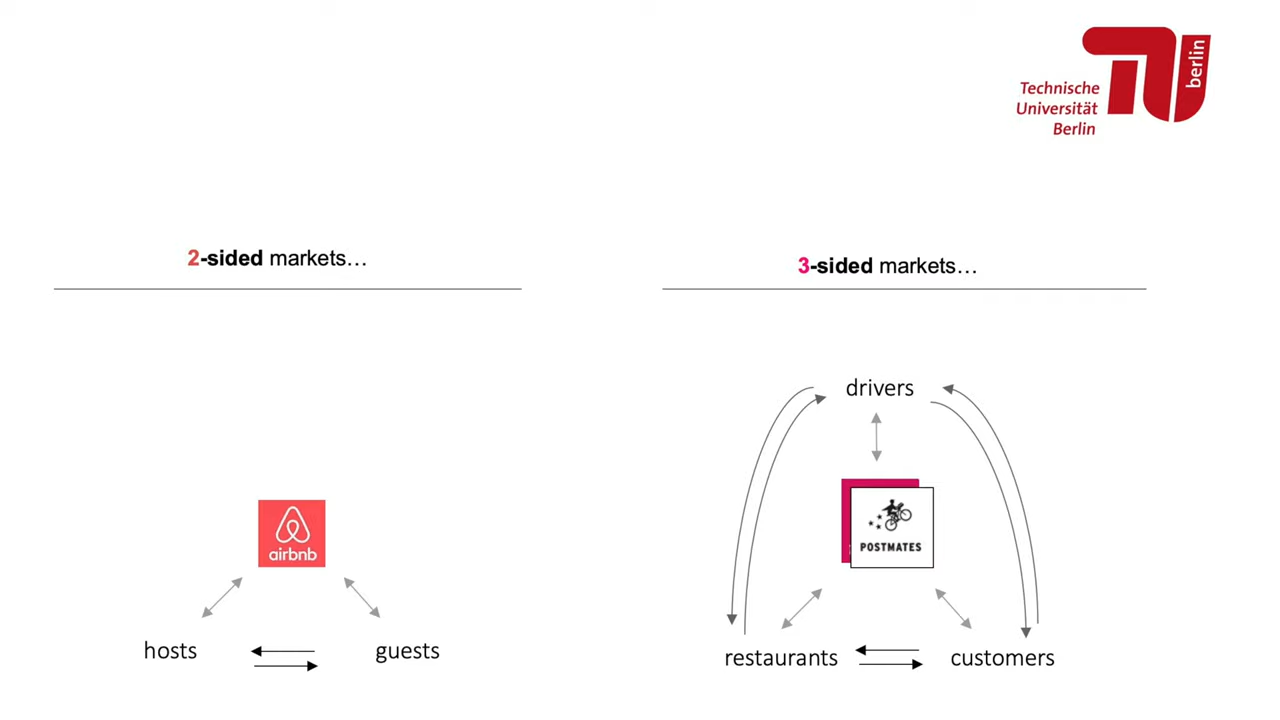 Technische
Universität
Berlin
berlin
2-sided markets…
3-sided markets…
drivers
airbnb
POSTMATES
hosts
guests
restaurants
customers